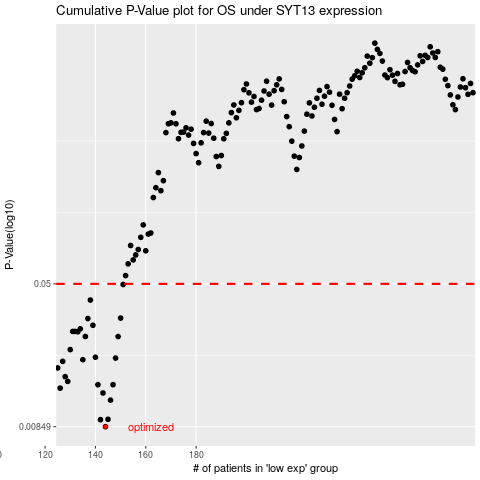 Cumulative P-Value plot for OS under SYT13 expression
P-Value(log10)
0.05
0.00849
optimized
0
120 140 160 180
# of patients in 'low exp' group